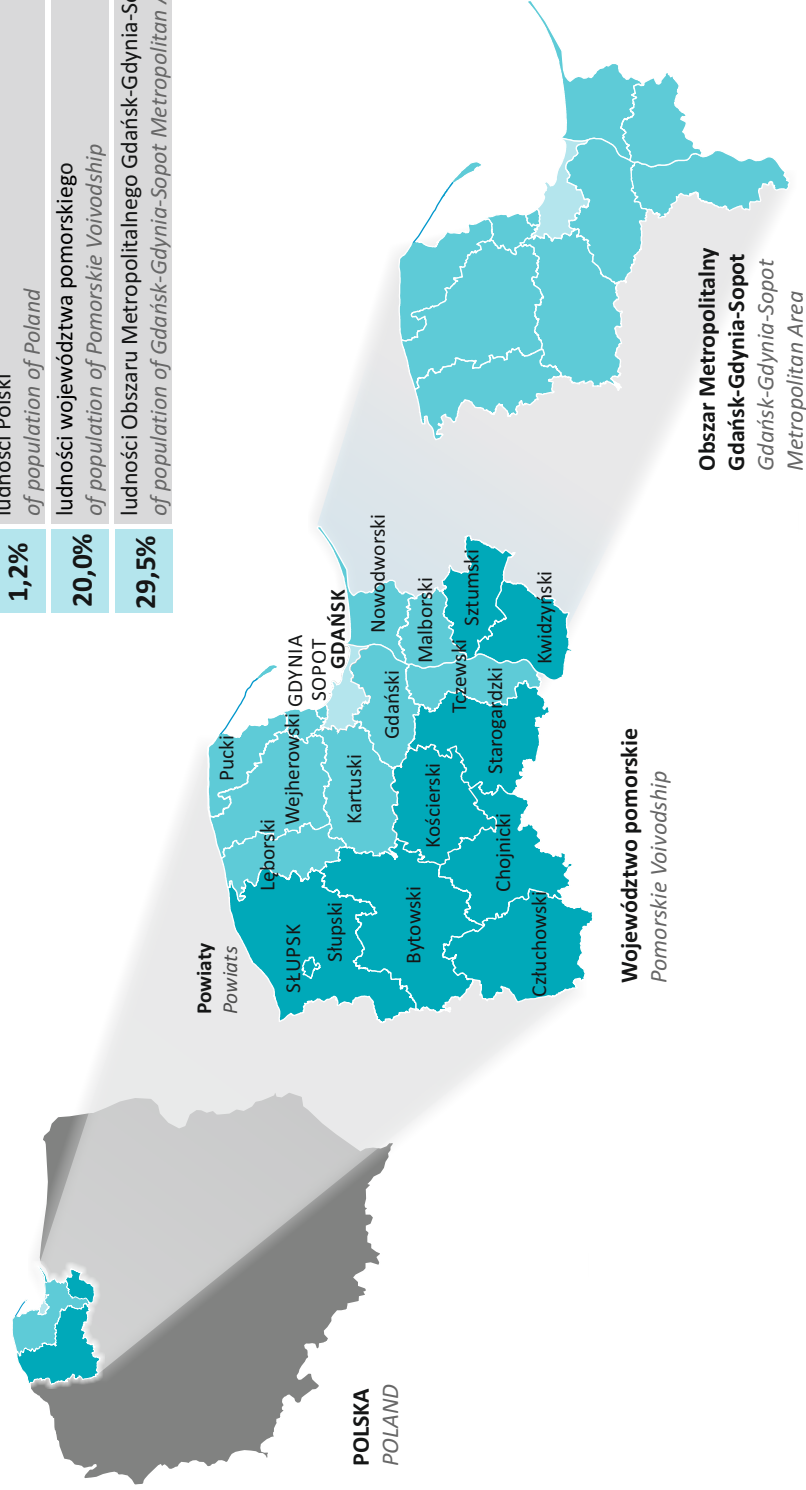 1,2%
ludności Polski
of population of Poland
20,0%
ludności województwa pomorskiego
of population of Pomorskie Voivodship
29,5%
ludności Obszaru Metropolitalnego Gdańsk-Gdynia-So
of population of Gdańsk-Gdynia-Sopot Metropolitan A
POLSKA
POLAND
Powiaty
Powiats
Pucki
Wejherowski
GDYNIA
SOPOT
GDAŃSK
Lęborski
Kartuski
Gdański
Nowodworski
Malborski
Sztumski
Tczewski
Kwidzyński
Starogardzki
Kościerski
Chojnicki
SŁUPSK
Słupski
Bytowski
Człuchowski
Województwo pomorskie
Pomorskie Voivodship
Obszar Metropolitalny
Gdańsk-Gdynia-Sopot
Gdańsk-Gdynia-Sopot
Metropolitan Area